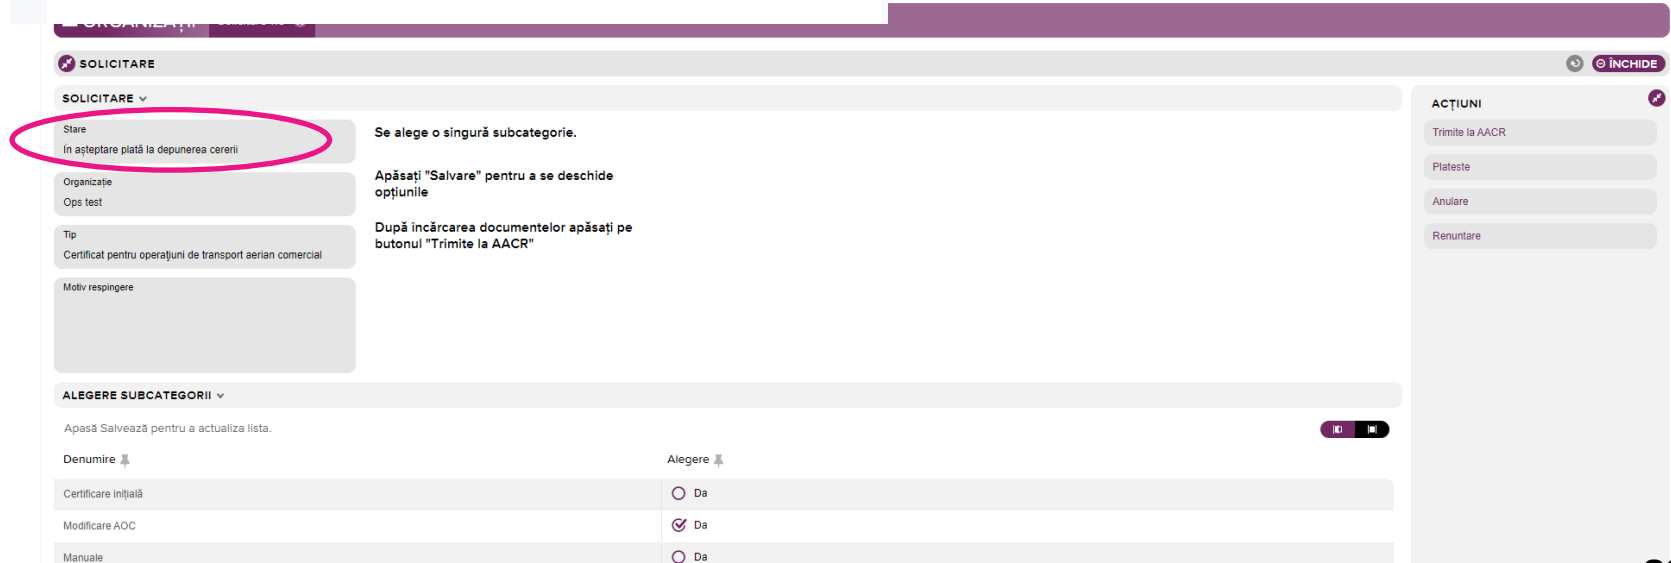 ORGANIZAȚII
SOLICITARE
ÎNCHIDE
SOLICITARE
Stare
În așteptare plată la depunerea cererii
Organizație
Ops test
Tip
Certificat pentru operațiuni de transport aerian comercial
Motiv respingere
Se alege o singură subcategorie.
Apăsați "Salvare" pentru a se deschide
opțiunile
După încărcarea documentelor apăsați pe
butonul "Trimite la AACR"
ACȚIUNI
Trimite la AACR
Plateste
Anulare
Renuntare
ALEGERE SUBCATEGORII
Apasă Salvează pentru a actualiza lista.
Denumire Alegere
Certificare inițială Da
Modificare AOC Da
Manuale Da